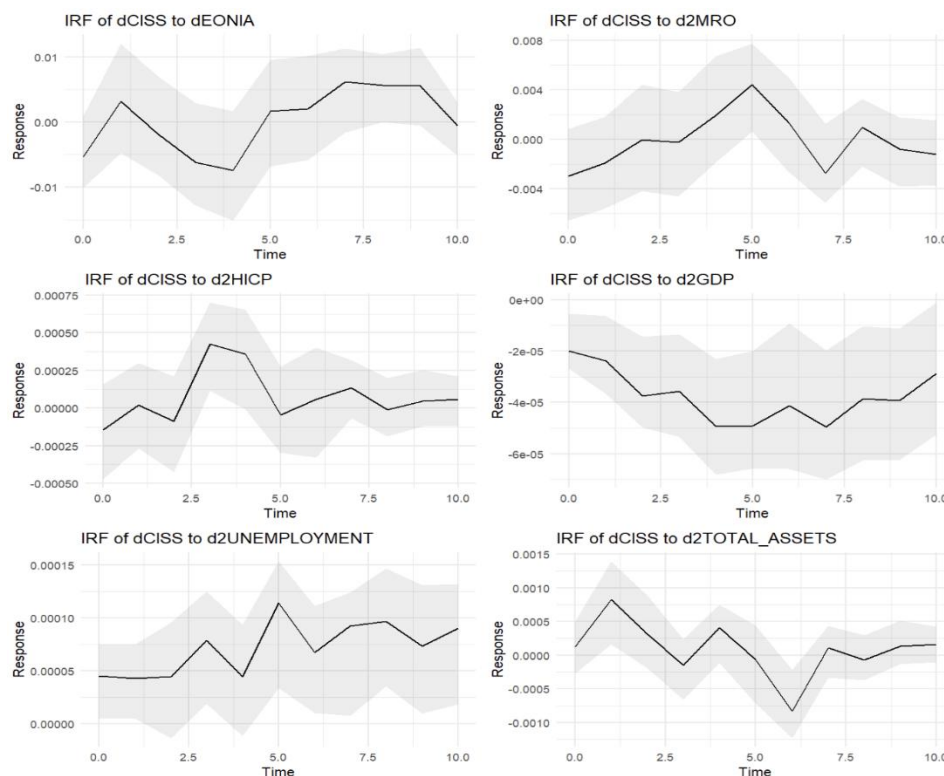 IRF of dCISS to dEONIA
Response
0.01
0.00
-0.01
0.0 2.5 5.0 7.5 10.0
Time
IRF of dCISS to d2MRO
Response
0.008
0.004
0.000
-0.004
0.0 2.5 5.0 7.5 10.0
Time
IRF of dCISS to d2HICP
Response
0.00075
0.00050
0.00025
0.00000
-0.00025
-0.00050
0.0 2.5 5.0 7.5 10.0
Time
IRF of dCISS to d2GDP
Response
0e+00
-2e-05
-4e-05
-6e-05
0.0 2.5 5.0 7.5 10.0
Time
IRF of dCISS to d2UNEMPLOYMENT
Response
0.00015
0.00010
0.00005
0.00000
0.0 2.5 5.0 7.5 10.0
Time
IRF of dCISS to d2TOTAL_ASSETS
Response
0.0015
0.0010
0.0005
0.0000
-0.0005
-0.0010
0.0 2.5 5.0 7.5 10.0
Time